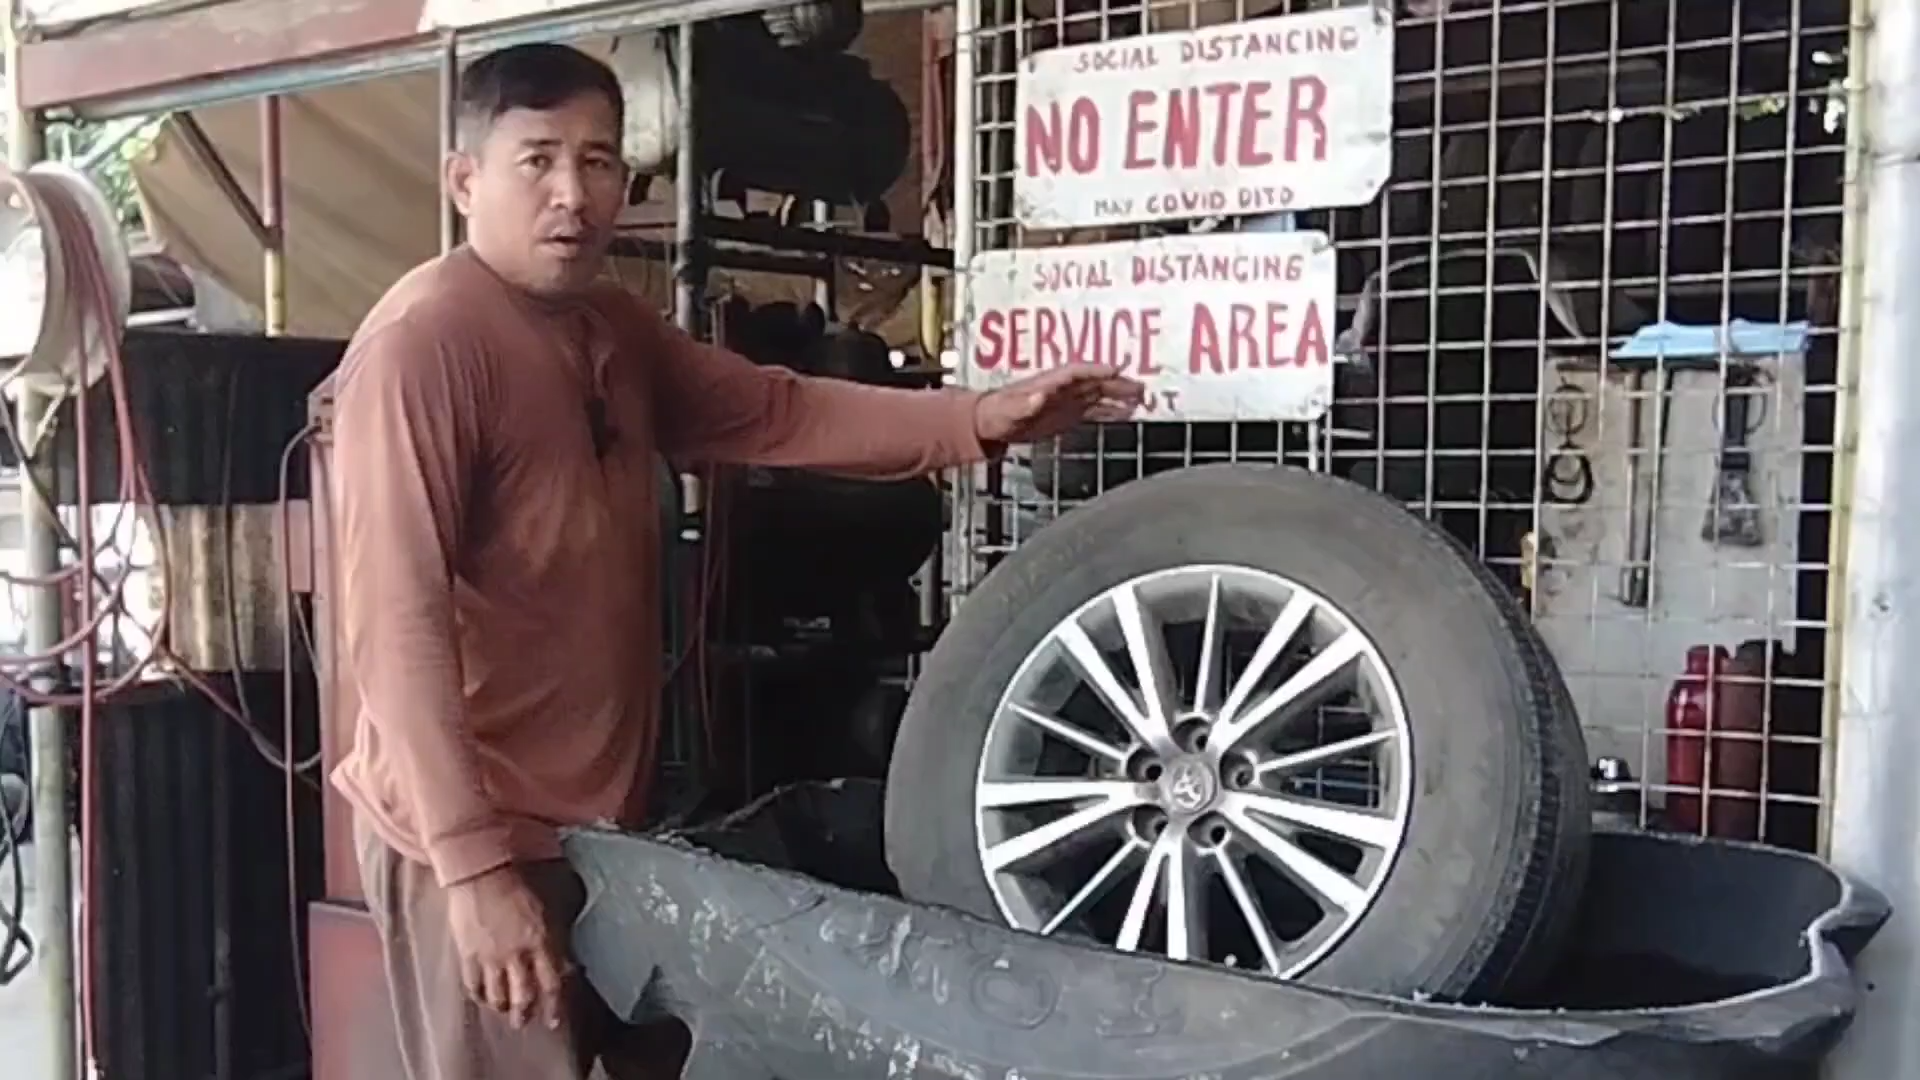 SOCIAL DISTANCING
NO ENTER
MAY COVID DITO
SOCIAL DISTANCING
SERVICE AREA